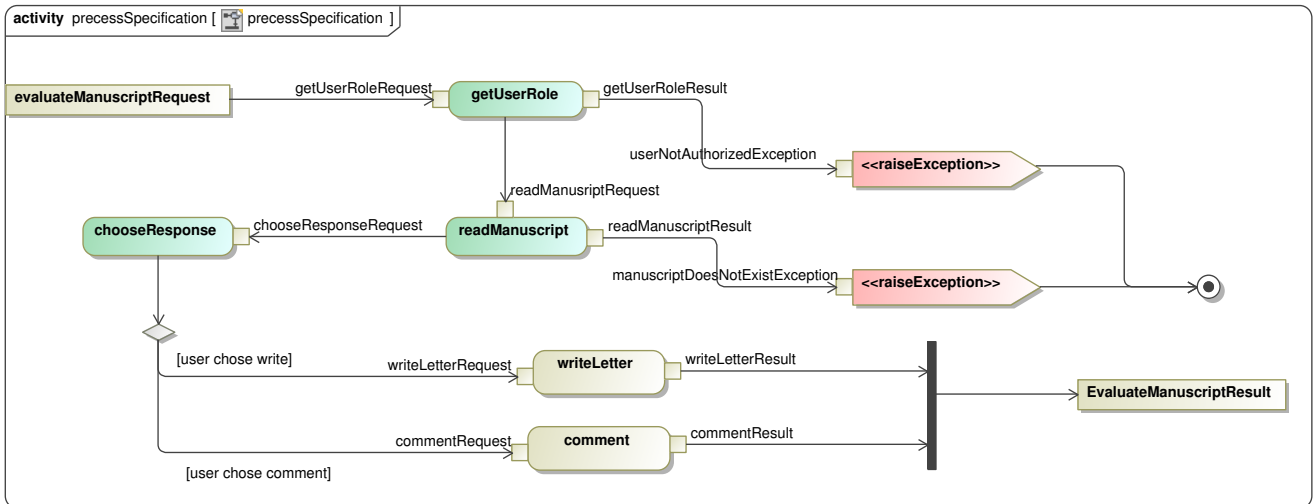 activity precessSpecification [ precessSpecification ]
evaluateManuscriptRequest
getUserRoleRequest
getUserRole
getUserRoleResult
userNotAuthorizedException
<<raiseException>>
readManusriptRequest
chooseResponse
chooseResponseRequest
readManuscript
readManuscriptResult
manuscriptDoesNotExistException
<<raiseException>>
[user chose write]
writeLetterRequest
writeLetter
writeLetterResult
EvaluateManuscriptResult
commentRequest
comment
commentResult
[user chose comment]